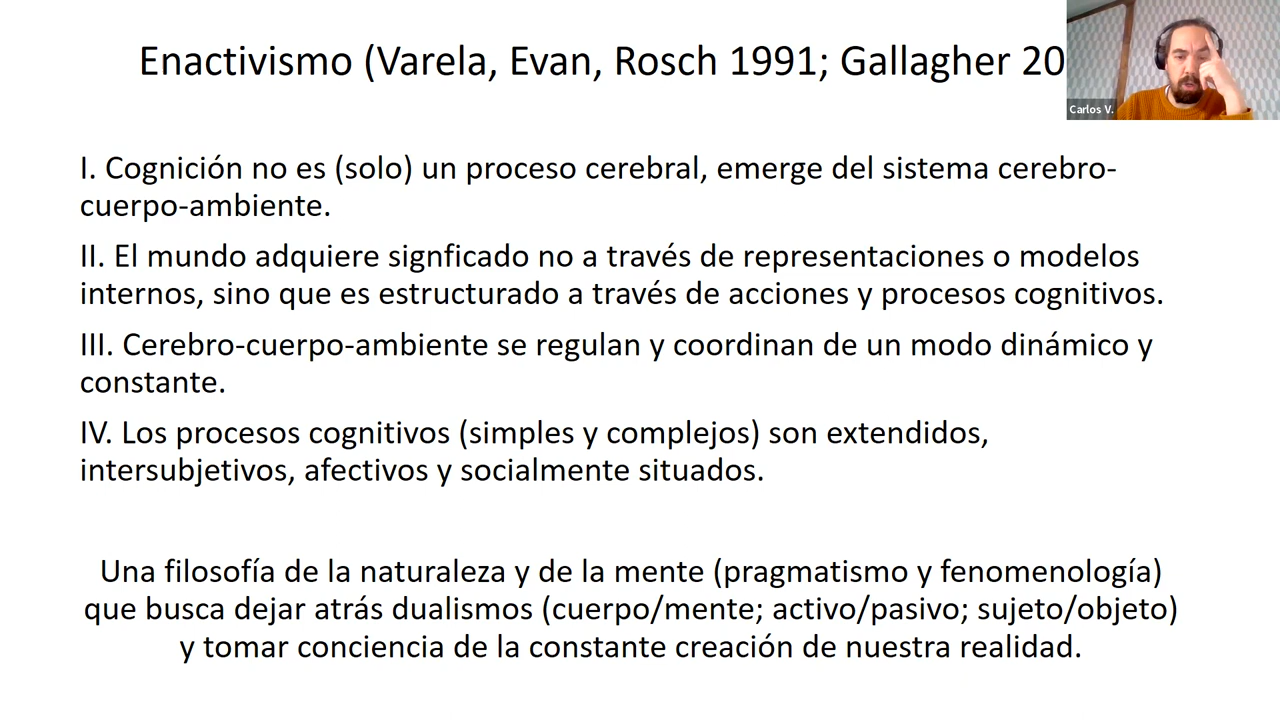 Enactivismo (Varela, Evan, Rosch 1991; Gallagher 20
Carlos V.
I. Cognición no es (solo) un proceso cerebral, emerge del sistema cerebro-
cuerpo-ambiente.
II. El mundo adquiere signficado no a través de representaciones o modelos
internos, sino que es estructurado a través de acciones y procesos cognitivos.
III. Cerebro-cuerpo-ambiente se regulan y coordinan de un modo dinámico y
constante.
IV. Los procesos cognitivos (simples y complejos) son extendidos,
intersubjetivos, afectivos y socialmente situados.
Una filosofía de la naturaleza y de la mente (pragmatismo y fenomenología)
que busca dejar atrás dualismos (cuerpo/mente; activo/pasivo; sujeto/objeto)
y tomar conciencia de la constante creación de nuestra realidad.